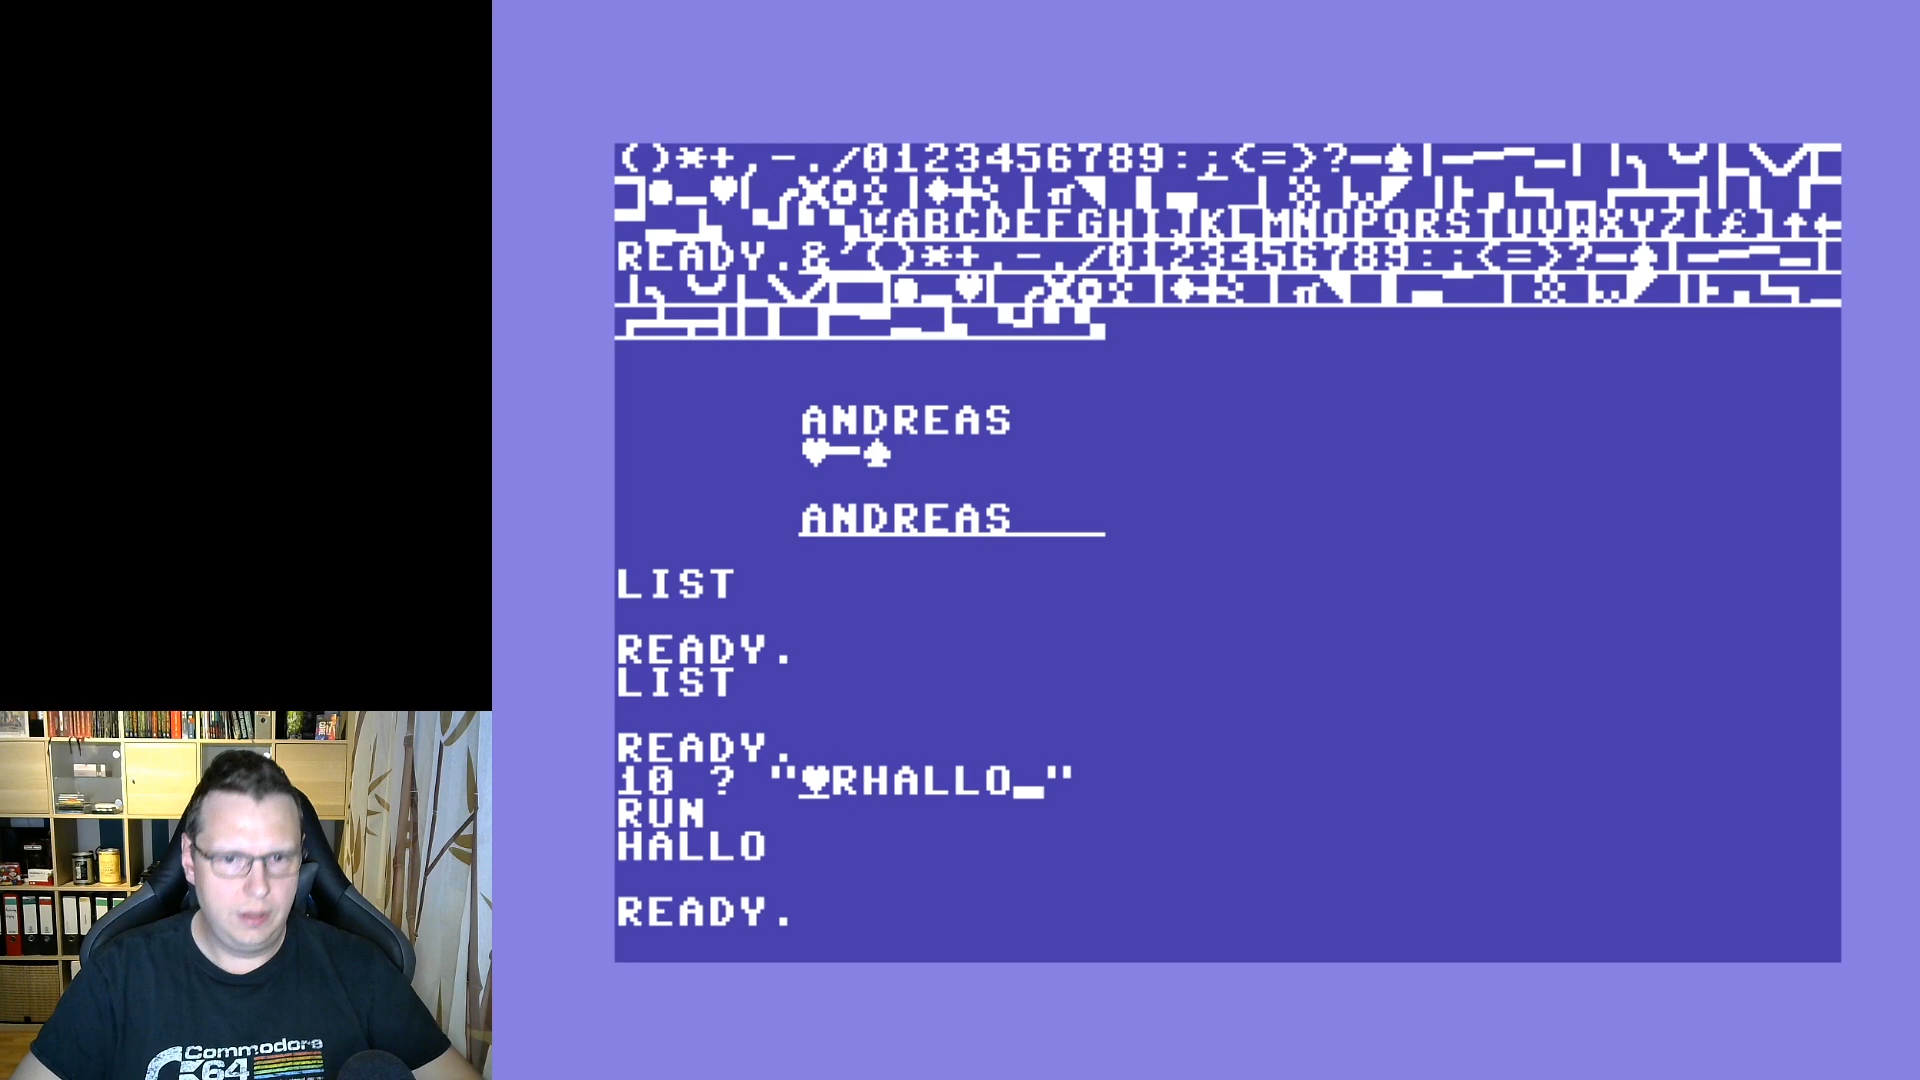 ()*+,-./0123456789:;<=>?
ABCDEFGHIJKLMNOPQRSTUVWXYZ[£]↑←
READY.&'()*+,-./0123456789:;<=>?
ANDREAS
♥─♠
ANDREAS
LIST
READY.
LIST
READY.
10 ? "♥RHALLO▂"
RUN
HALLO
READY.
Commodore
64